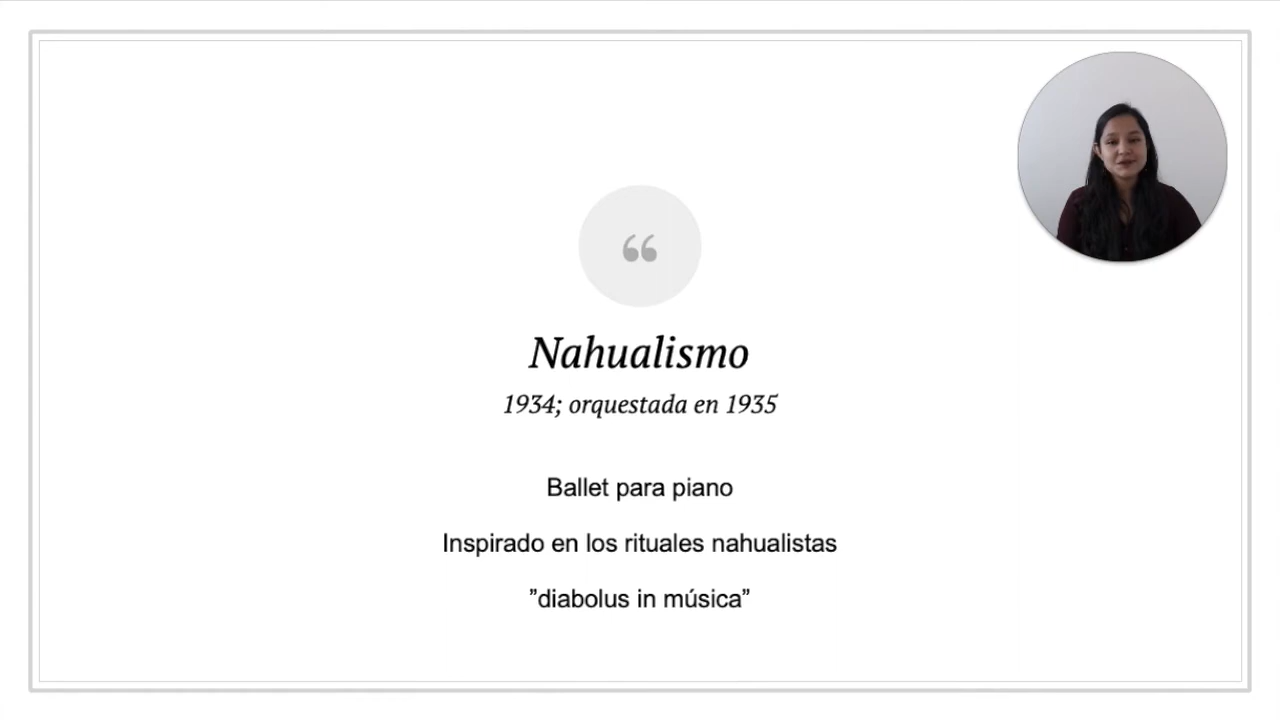 “
Nahualismo
1934; orquestada en 1935
Ballet para piano
Inspirado en los rituales nahualistas
”diabolus in música”